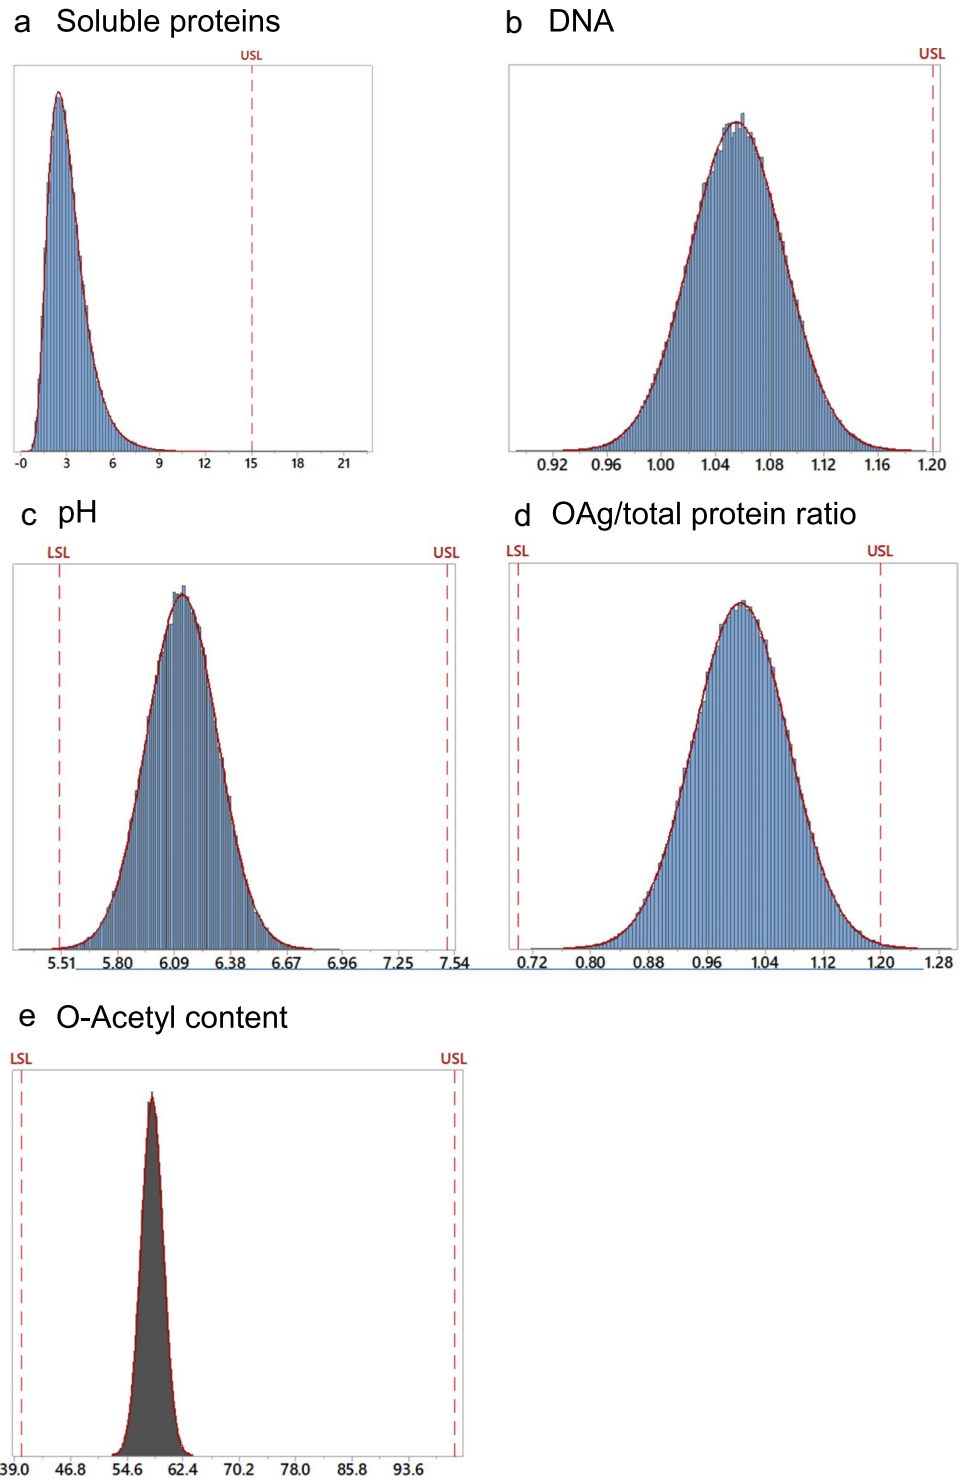 a Soluble proteins
b DNA
USL
USL
-0 3 6 9 12 15 18 21
0.92 0.96 1.00 1.04 1.08 1.12 1.16 1.20
c pH
d OAg/total protein ratio
LSL USL
LSL USL
5.51 5.80 6.09 6.38 6.67 6.96 7.25 7.54
0.72 0.80 0.88 0.96 1.04 1.12 1.20 1.28
e O-Acetyl content
LSL USL
39.0 46.8 54.6 62.4 70.2 78.0 85.8 93.6